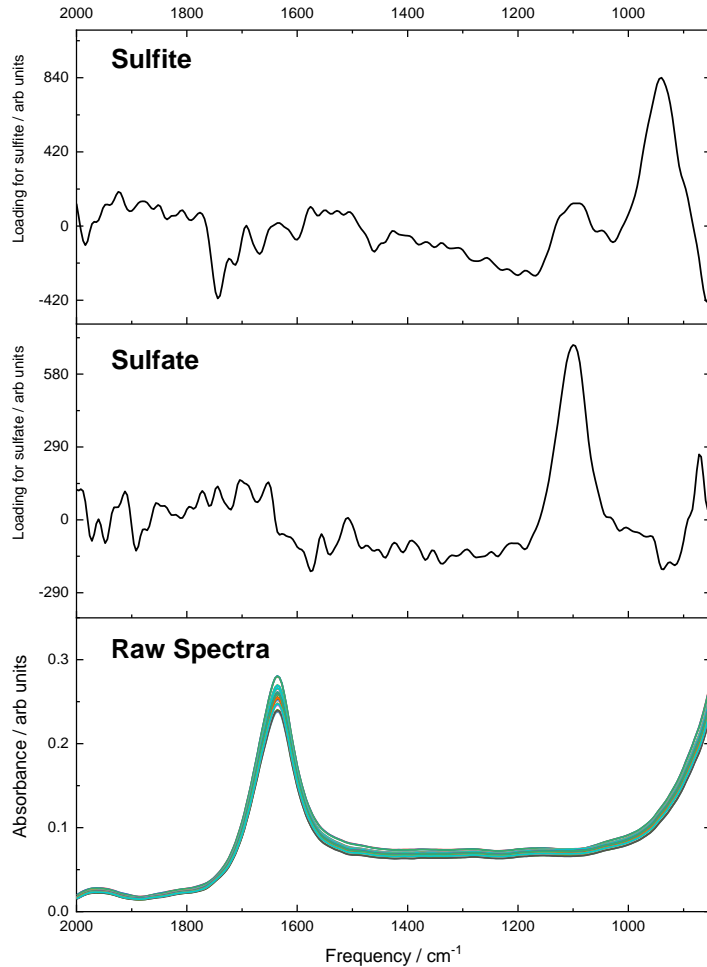 2000 1800 1600 1400 1200 1000
Sulfite
Loading for sulfite / arb units
840
420
0
-420
Sulfate
Loading for sulfate / arb units
580
290
0
-290
Raw Spectra
Absorbance / arb units
0.3
0.2
0.1
0.0
2000 1800 1600 1400 1200 1000
Frequency / cm⁻¹